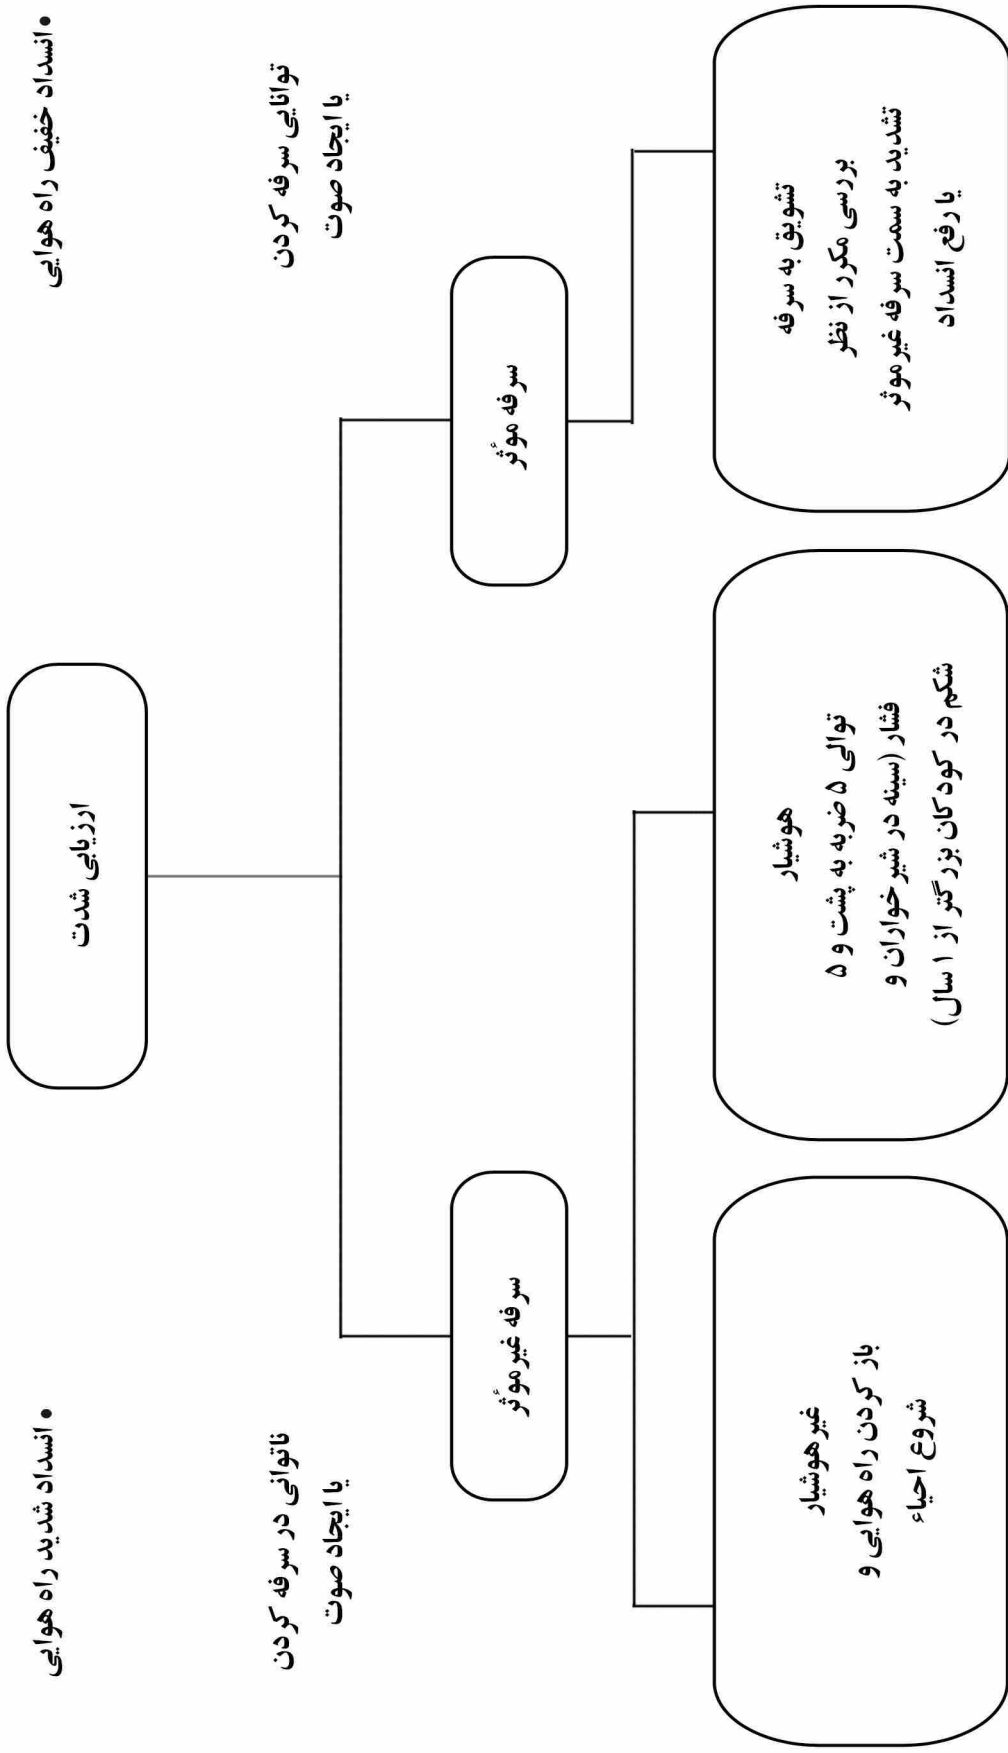 • انسداد خفیف راه هوایی
توانایی سرفه کردن
یا ایجاد صوت
• انسداد شدید راه هوایی
ناتوانی در سرفه کردن
یا ایجاد صوت
ارزیابی شدت
سرفه مؤثر
سرفه غیرمؤثر
تشویق به سرفه
بررسی مکرر از نظر
تشدید به سمت سرفه غیرموثر
یا رفع انسداد
هوشیار
توالی ۵ ضربه به پشت و ۵
فشار (سینه در شیرخواران و
شکم در کودکان بزرگتر از ۱ سال)
غیرهوشیار
باز کردن راه هوایی و
شروع احیاء